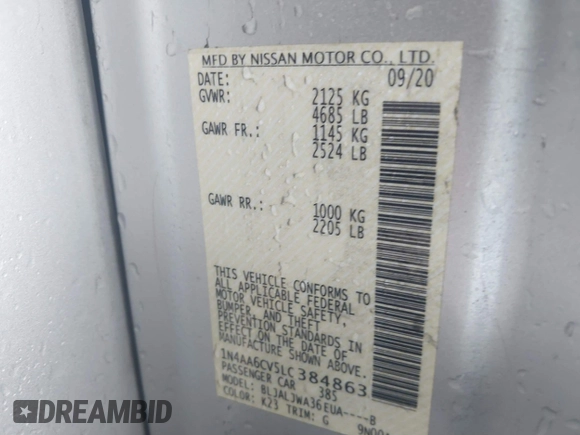 MFD BY NISSAN MOTOR CO., LTD.
DATE: 09/20
GVWR: 2125 KG
4685 LB
GAWR FR.: 1145 KG
2524 LB
GAWR RR.: 1000 KG
2205 LB
THIS VEHICLE CONFORMS TO
ALL APPLICABLE FEDERAL
MOTOR VEHICLE SAFETY,
BUMPER, AND THEFT
PREVENTION STANDARDS IN
EFFECT ON THE DATE OF
MANUFACTURE SHOWN ABOVE.
1N4AA6CV5LC384863
PASSENGER CAR 385
MODEL: BLJALJWA36EUA----B
COLOR: K23 TRIM: G
BIDFAX